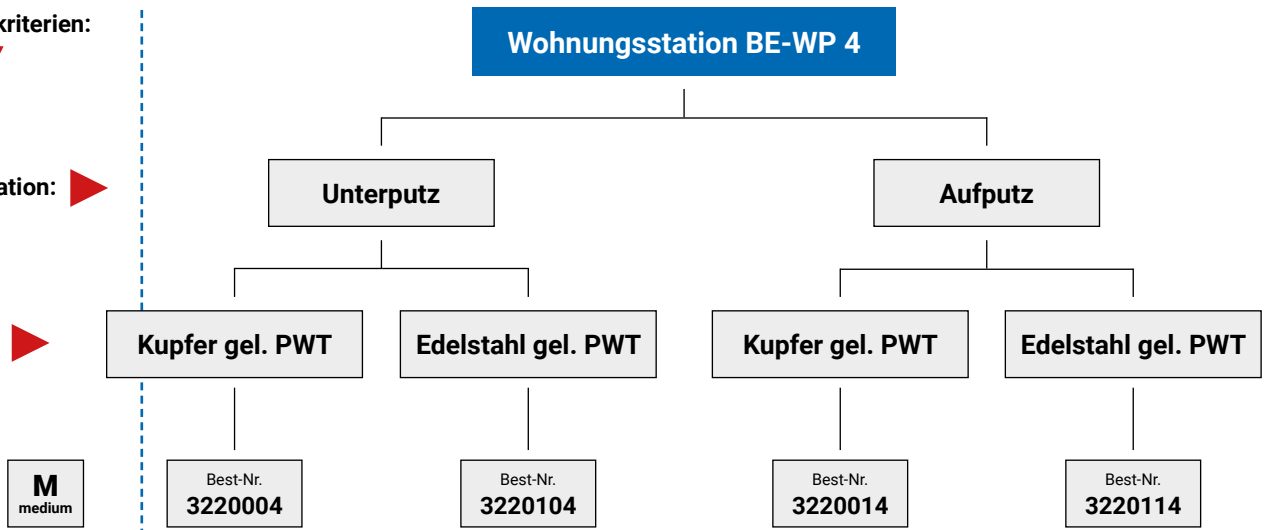 kriterien:
Wohnungsstation BE-WP 4
ation:
Unterputz
Aufputz
Kupfer gel. PWT
Edelstahl gel. PWT
Kupfer gel. PWT
Edelstahl gel. PWT
M
medium
Best-Nr.
3220004
Best-Nr.
3220104
Best-Nr.
3220014
Best-Nr.
3220114